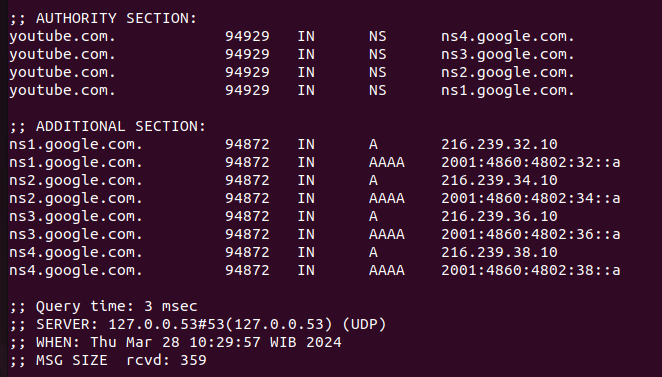 ;; AUTHORITY SECTION:
youtube.com.            94929   IN      NS      ns4.google.com.
youtube.com.            94929   IN      NS      ns3.google.com.
youtube.com.            94929   IN      NS      ns2.google.com.
youtube.com.            94929   IN      NS      ns1.google.com.

;; ADDITIONAL SECTION:
ns1.google.com.         94872   IN      A       216.239.32.10
ns1.google.com.         94872   IN      AAAA    2001:4860:4802:32::a
ns2.google.com.         94872   IN      A       216.239.34.10
ns2.google.com.         94872   IN      AAAA    2001:4860:4802:34::a
ns3.google.com.         94872   IN      A       216.239.36.10
ns3.google.com.         94872   IN      AAAA    2001:4860:4802:36::a
ns4.google.com.         94872   IN      A       216.239.38.10
ns4.google.com.         94872   IN      AAAA    2001:4860:4802:38::a

;; Query time: 3 msec
;; SERVER: 127.0.0.53#53(127.0.0.53) (UDP)
;; WHEN: Thu Mar 28 10:29:57 WIB 2024
;; MSG SIZE  rcvd: 359